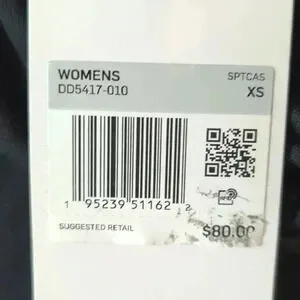 WOMENS
SPTCAS
DD5417-010
XS
1 95239 51162 2
SUGGESTED RETAIL
$80.00